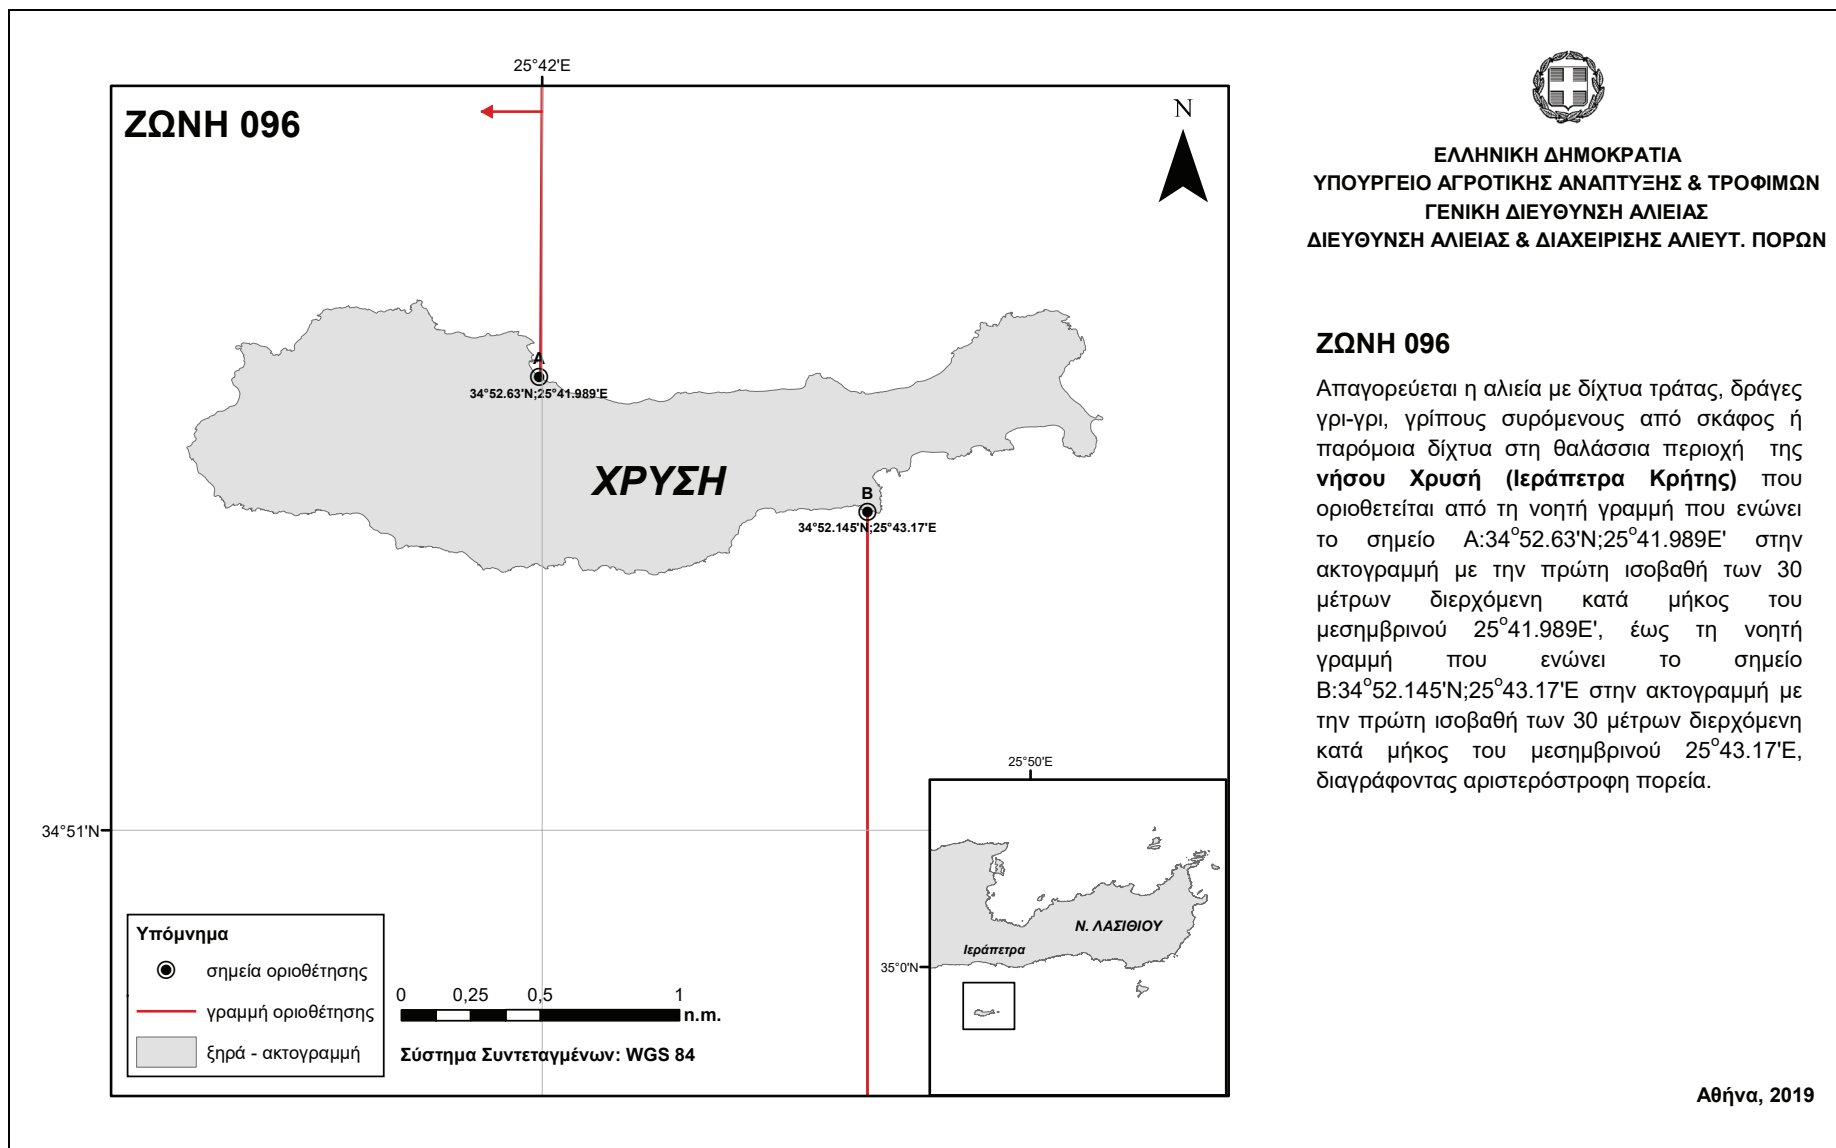 25°42'E
ΖΩΝΗ 096
N
A
34°52.63'N;25°41.989'E
ΧΡΥΣΗ
B
34°52.145'N;25°43.17'E
34°51'N
25°50'E
Ν. ΛΑΣΙΘΙΟΥ
Ιεράπετρα
35°0'N
Υπόμνημα
σημεία οριοθέτησης
γραμμή οριοθέτησης
ξηρά - ακτογραμμή
0 0,25 0,5 1
n.m.
Σύστημα Συντεταγμένων: WGS 84
ΕΛΛΗΝΙΚΗ ΔΗΜΟΚΡΑΤΙΑ
ΥΠΟΥΡΓΕΙΟ ΑΓΡΟΤΙΚΗΣ ΑΝΑΠΤΥΞΗΣ & ΤΡΟΦΙΜΩΝ
ΓΕΝΙΚΗ ΔΙΕΥΘΥΝΣΗ ΑΛΙΕΙΑΣ
ΔΙΕΥΘΥΝΣΗ ΑΛΙΕΙΑΣ & ΔΙΑΧΕΙΡΙΣΗΣ ΑΛΙΕΥΤ. ΠΟΡΩΝ
ΖΩΝΗ 096
Απαγορεύεται η αλιεία με δίχτυα τράτας, δράγες
γρι-γρι, γρίπους συρόμενους από σκάφος ή
παρόμοια δίχτυα στη θαλάσσια περιοχή της
νήσου Χρυσή (Ιεράπετρα Κρήτης) που
οριοθετείται από τη νοητή γραμμή που ενώνει
το σημείο Α:34°52.63'N;25°41.989E' στην
ακτογραμμή με την πρώτη ισοβαθή των 30
μέτρων διερχόμενη κατά μήκος του
μεσημβρινού 25°41.989E', έως τη νοητή
γραμμή που ενώνει το σημείο
Β:34°52.145'N;25°43.17'E στην ακτογραμμή με
την πρώτη ισοβαθή των 30 μέτρων διερχόμενη
κατά μήκος του μεσημβρινού 25°43.17'E,
διαγράφοντας αριστερόστροφη πορεία.
Αθήνα, 2019